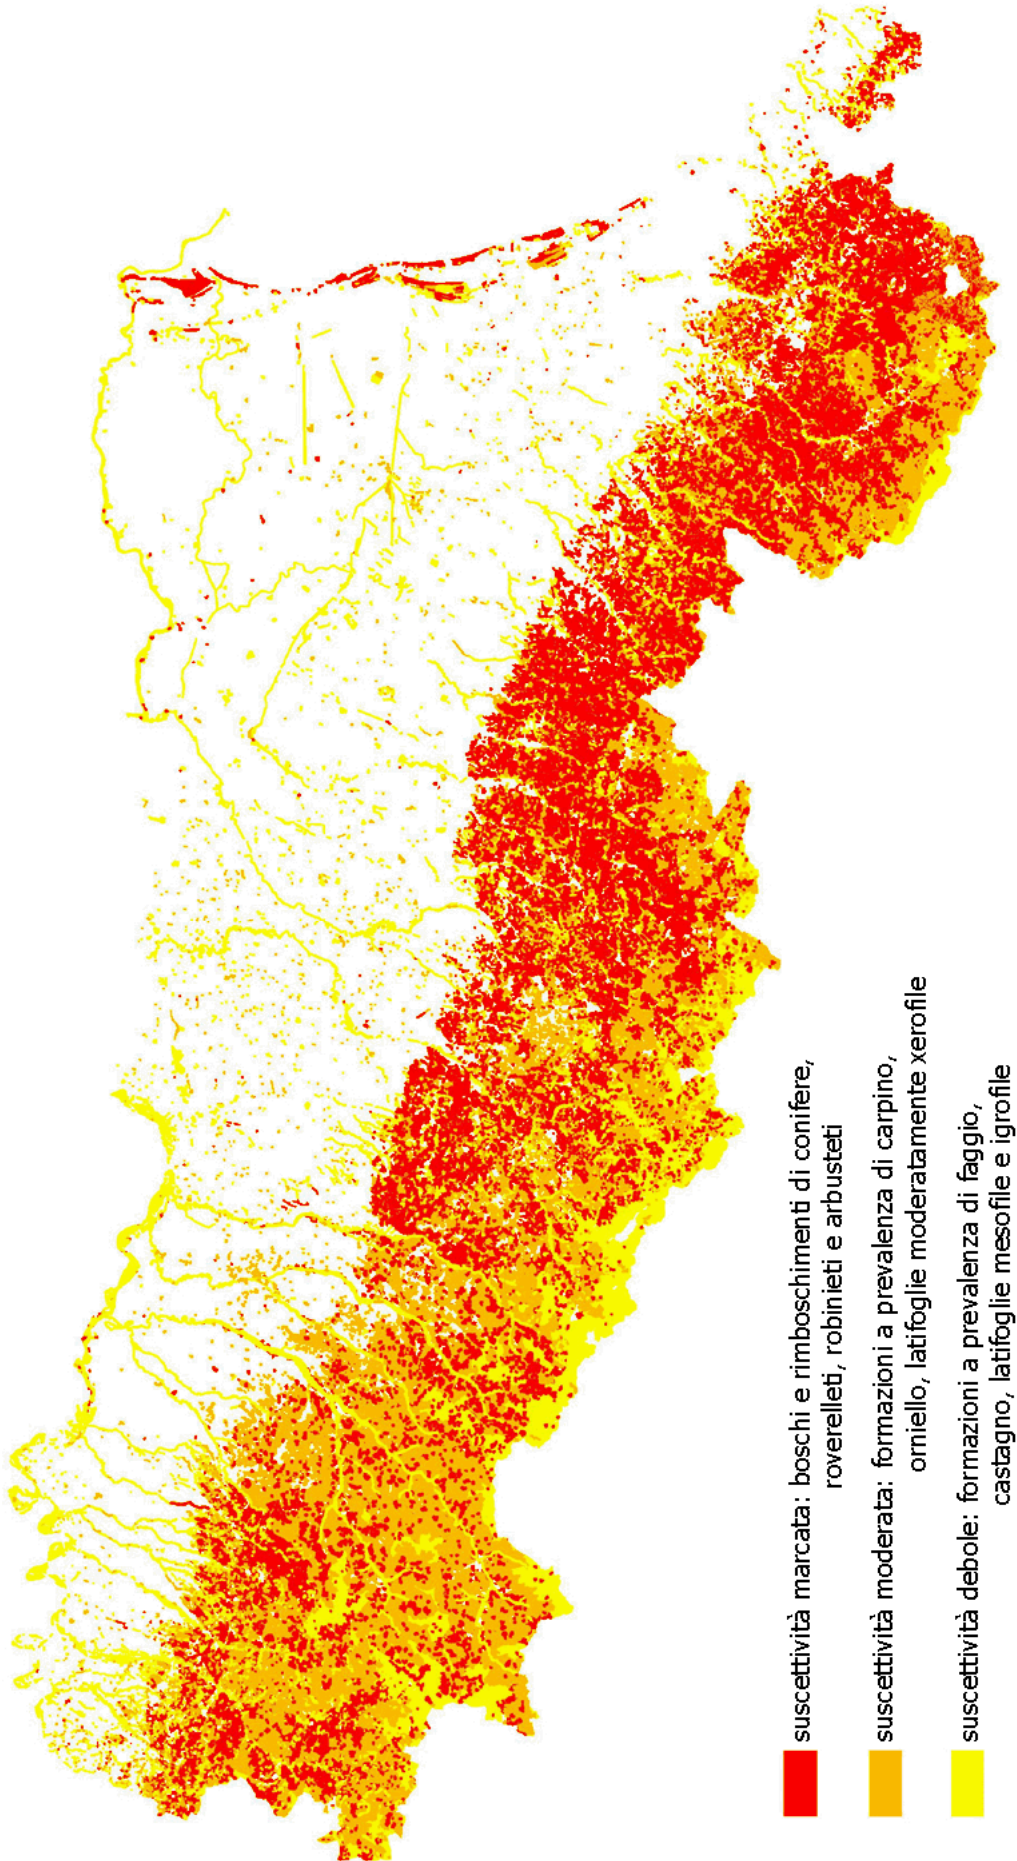 suscettività marcata: boschi e rimboschimenti di conifere,
roverelleti, robinieti e arbusteti
suscettività moderata: formazioni a prevalenza di carpino,
orniello, latifoglie moderatamente xerofile
suscettività debole: formazioni a prevalenza di faggio,
castagno, latifoglie mesofile e igrofile